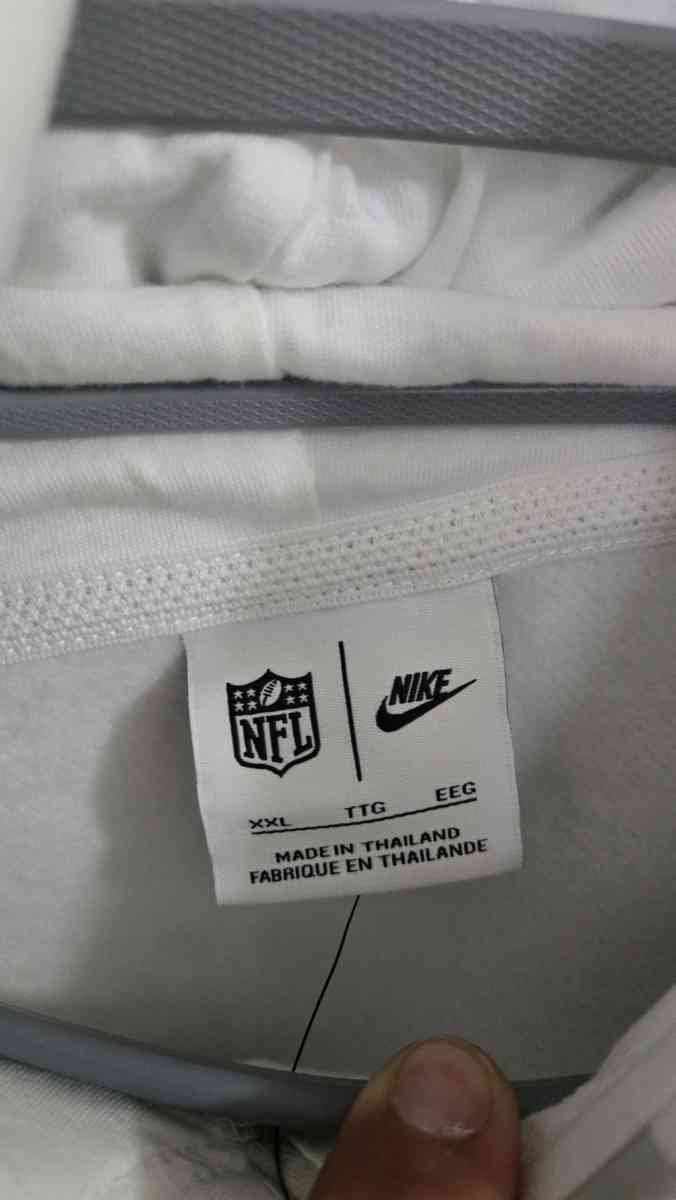 NFL
NIKE
XXL TTG EEG
MADE IN THAILAND
FABRIQUE EN THAILANDE